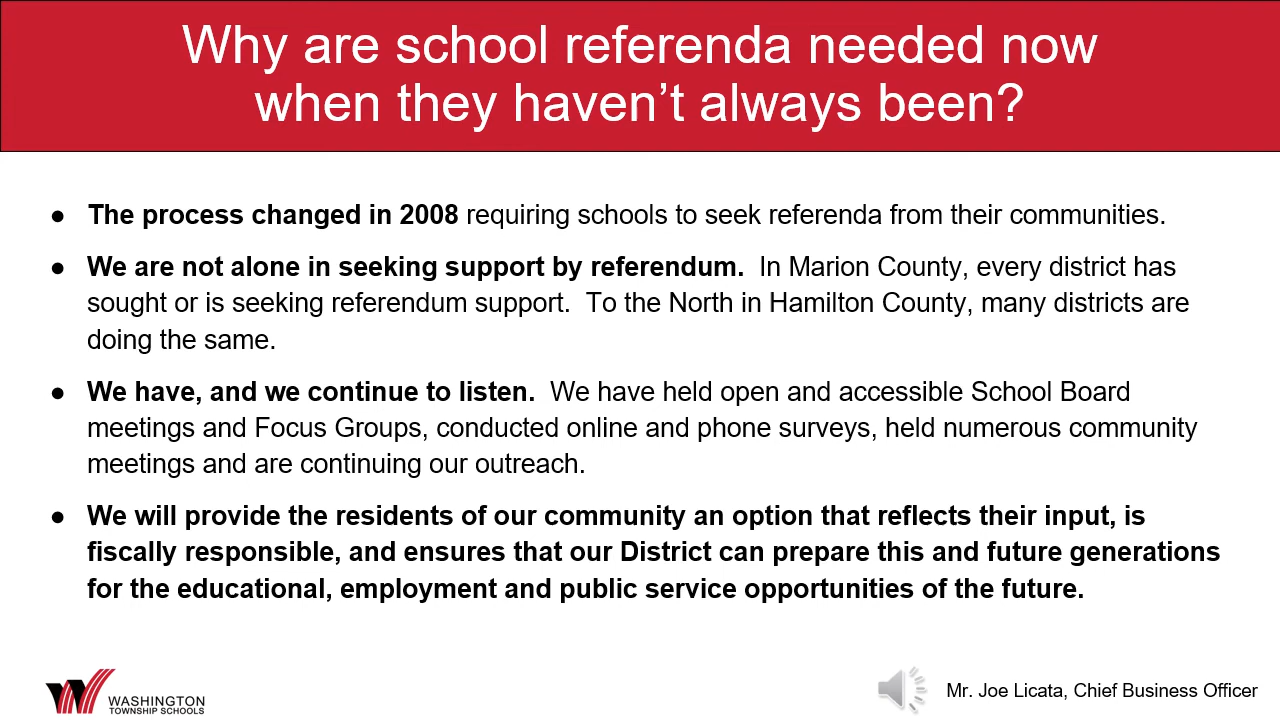 Why are school referenda needed now
when they haven’t always been?
● The process changed in 2008 requiring schools to seek referenda from their communities.
● We are not alone in seeking support by referendum.  In Marion County, every district has
sought or is seeking referendum support.  To the North in Hamilton County, many districts are
doing the same.
● We have, and we continue to listen.  We have held open and accessible School Board
meetings and Focus Groups, conducted online and phone surveys, held numerous community
meetings and are continuing our outreach.
● We will provide the residents of our community an option that reflects their input, is
fiscally responsible, and ensures that our District can prepare this and future generations
for the educational, employment and public service opportunities of the future.
WASHINGTON
TOWNSHIP SCHOOLS
Mr. Joe Licata, Chief Business Officer